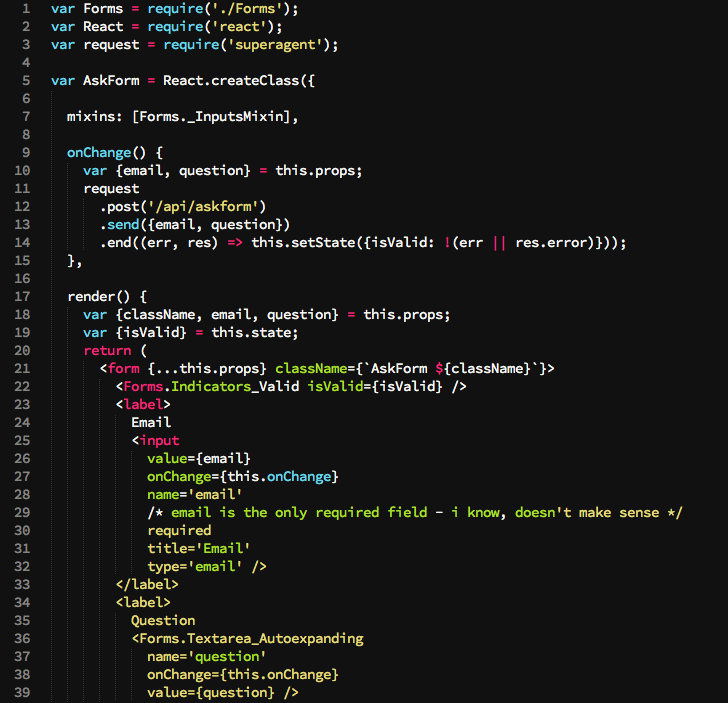 1 var Forms = require('./Forms');
2 var React = require('react');
3 var request = require('superagent');
4
5 var AskForm = React.createClass({
6
7   mixins: [Forms._InputsMixin],
8
9   onChange() {
10     var {email, question} = this.props;
11     request
12       .post('/api/askform')
13       .send({email, question})
14       .end((err, res) => this.setState({isValid: !(err || res.error)}));
15   },
16
17   render() {
18     var {className, email, question} = this.props;
19     var {isValid} = this.state;
20     return (
21       <form {...this.props} className={`AskForm ${className}`}>
22         <Forms.Indicators_Valid isValid={isValid} />
23         <label>
24           Email
25           <input
26             value={email}
27             onChange={this.onChange}
28             name='email'
29             /* email is the only required field - i know, doesn't make sense */
30             required
31             title='Email'
32             type='email' />
33         </label>
34         <label>
35           Question
36           <Forms.Textarea_Autoexpanding
37             name='question'
38             onChange={this.onChange}
39             value={question} />